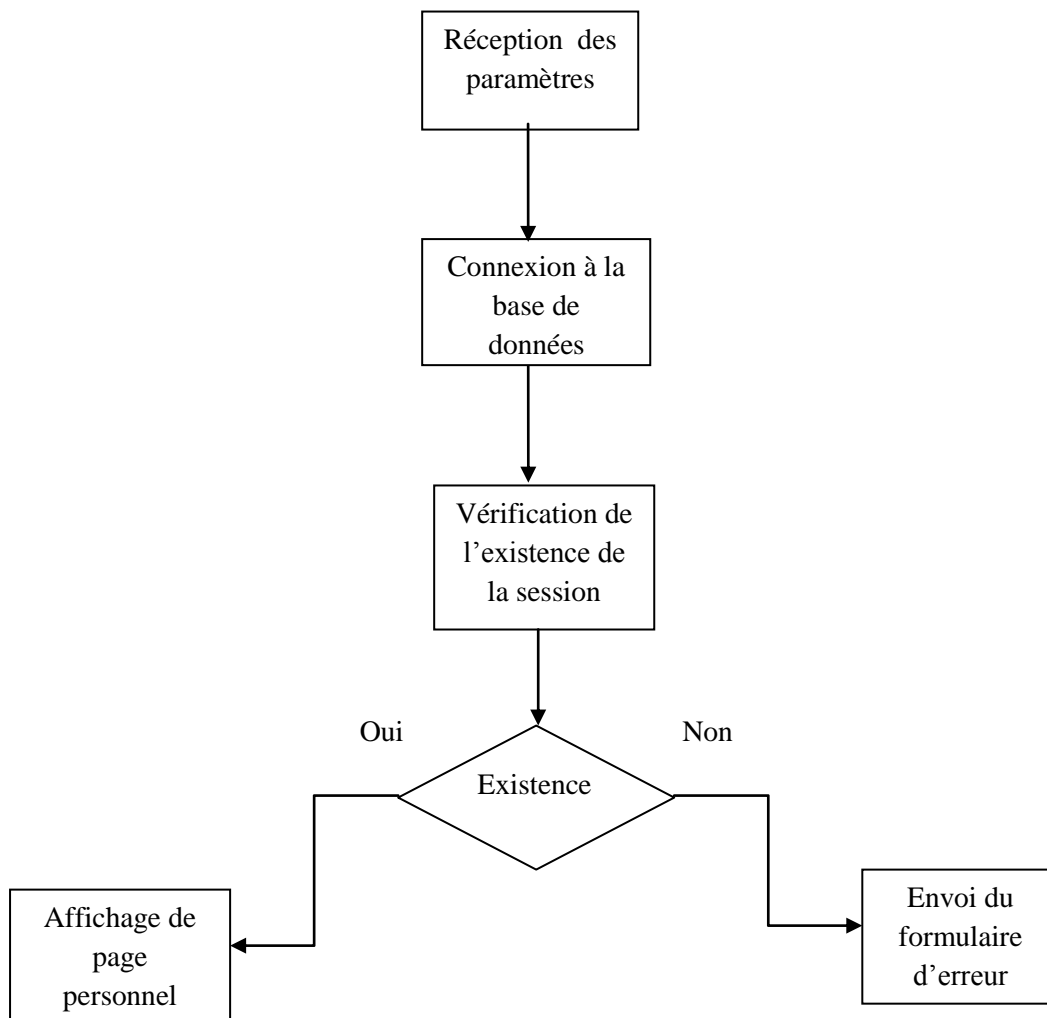 Réception des
paramètres
Connexion à la
base de
données
Vérification de
l’existence de
la session
Oui
Non
Existence
Affichage de
page
personnel
Envoi du
formulaire
d’erreur